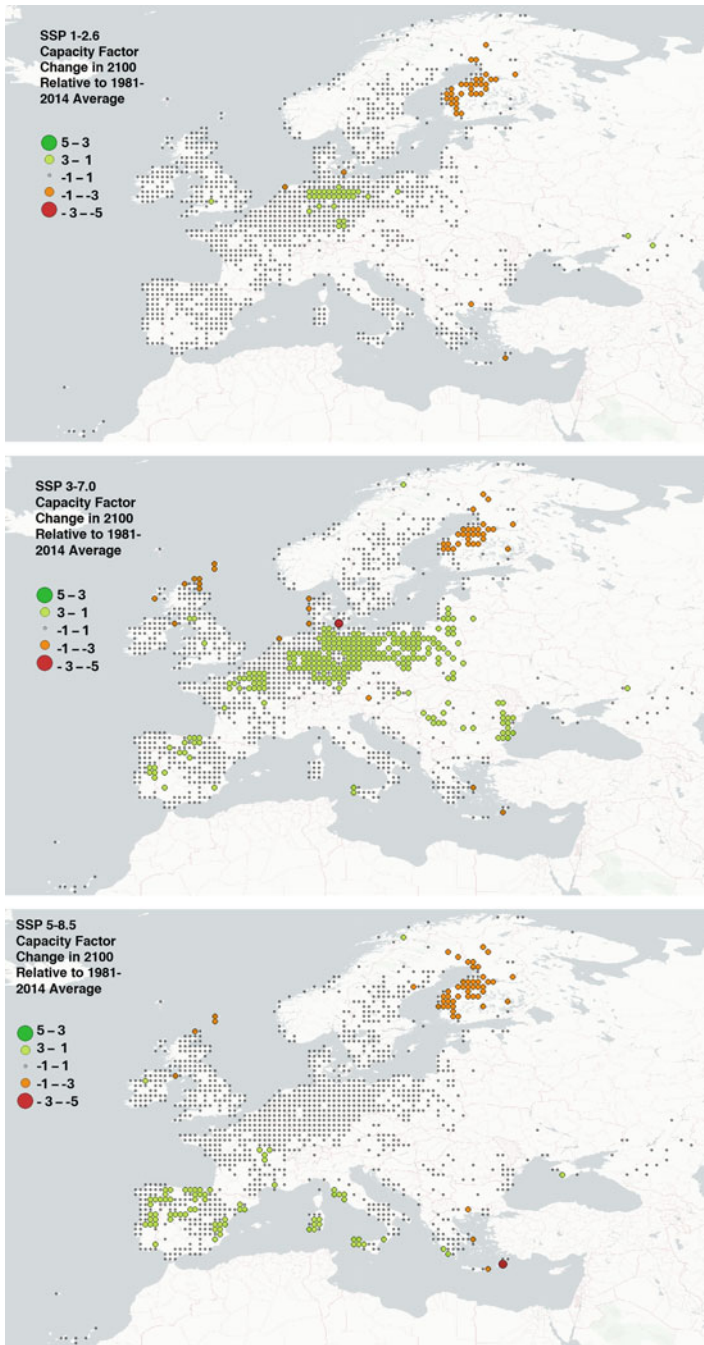 SSP 1-2.6
Capacity Factor
Change in 2100
Relative to 1981-
2014 Average
5 – 3
3 – 1
-1 – 1
-1 – -3
- 3 – -5
SSP 3-7.0
Capacity Factor
Change in 2100
Relative to 1981-
2014 Average
5 – 3
3 – 1
-1 – 1
-1 – -3
- 3 – -5
SSP 5-8.5
Capacity Factor
Change in 2100
Relative to 1981-
2014 Average
5 – 3
3 – 1
-1 – 1
-1 – -3
- 3 – -5